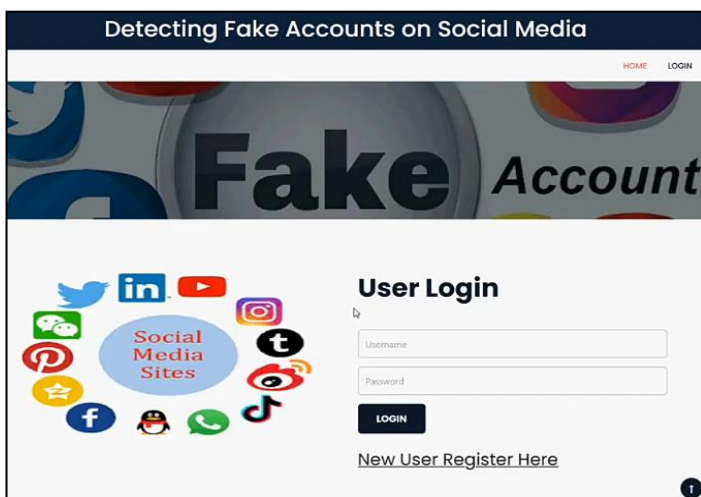 Detecting Fake Accounts on Social Media
HOME LOGIN
Fake Account
in
Social
Media
Sites
t
f
User Login
Username
Password
LOGIN
New User Register Here